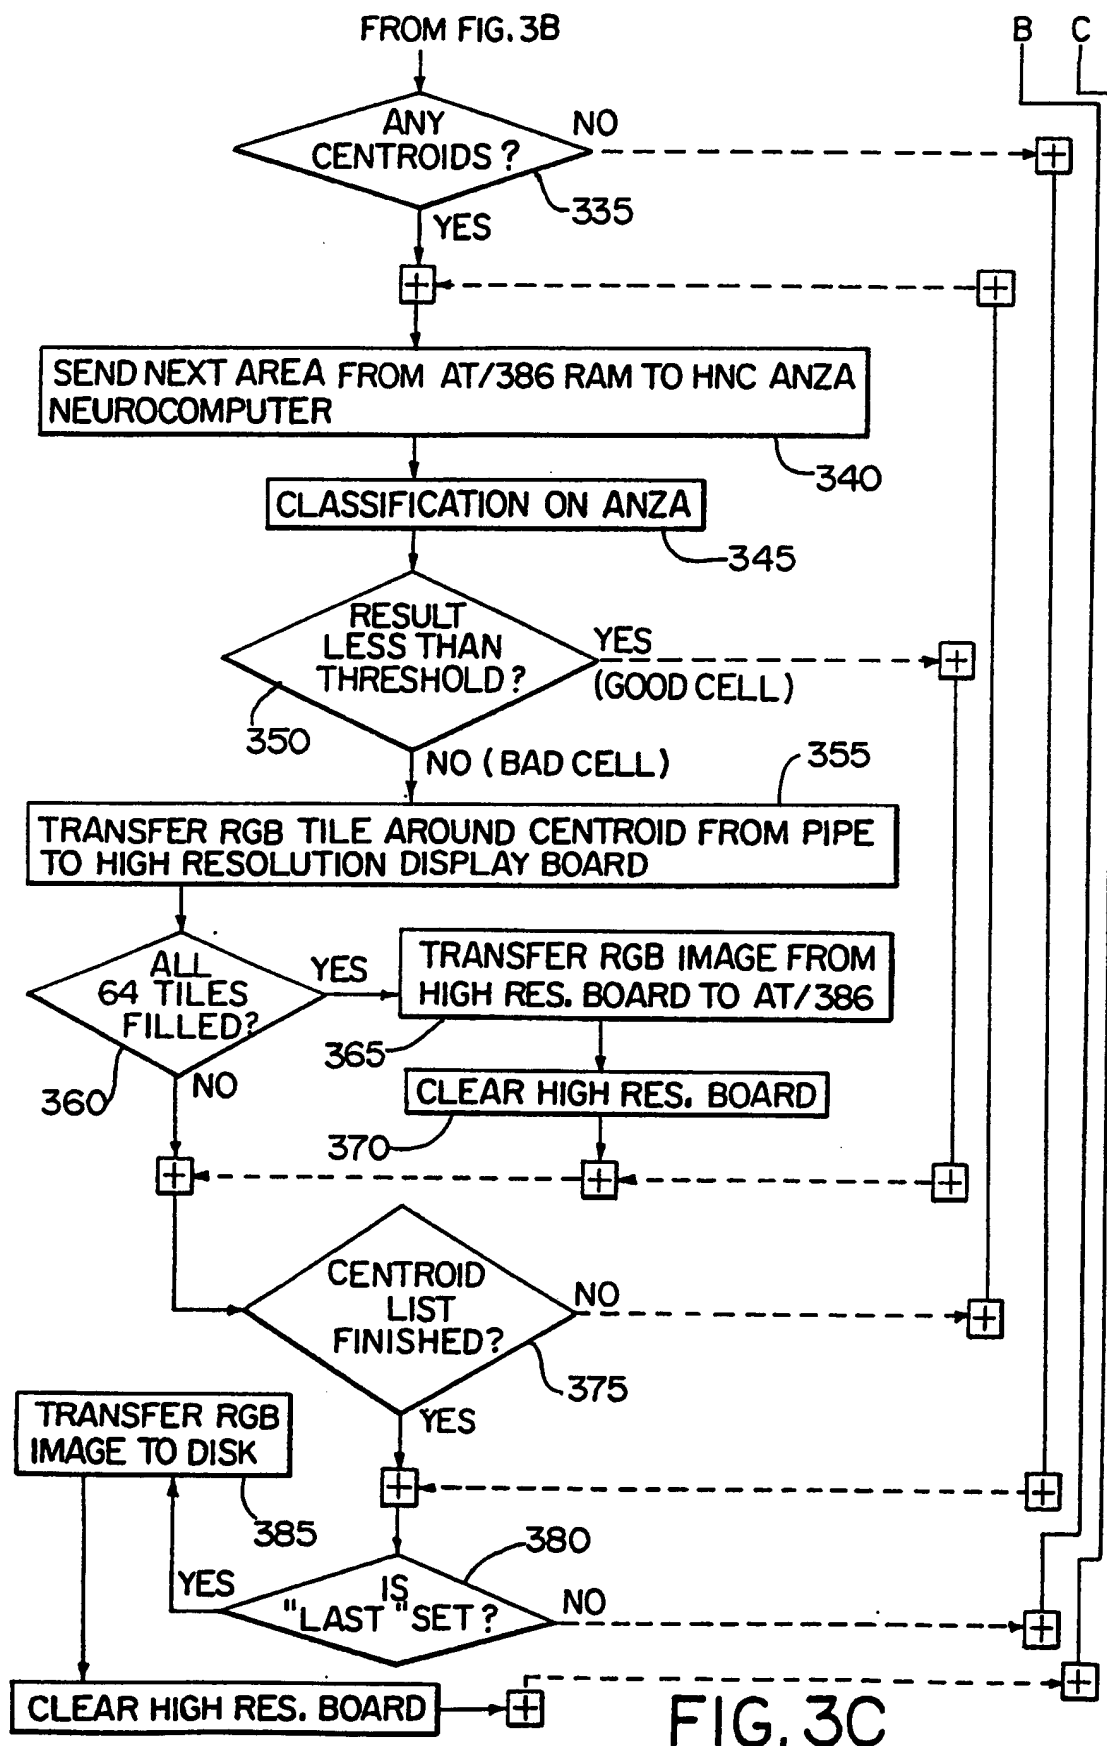 FROM FIG. 3B
B
C
ANY
CENTROIDS ?
NO
335
YES
SEND NEXT AREA FROM AT/386 RAM TO HNC ANZA
NEUROCOMPUTER
340
CLASSIFICATION ON ANZA
345
RESULT
LESS THAN
THRESHOLD ?
YES
(GOOD CELL)
350
NO (BAD CELL)
355
TRANSFER RGB TILE AROUND CENTROID FROM PIPE
TO HIGH RESOLUTION DISPLAY BOARD
ALL
64 TILES
FILLED?
YES
TRANSFER RGB IMAGE FROM
HIGH RES. BOARD TO AT/386
365
360
NO
CLEAR HIGH RES. BOARD
370
CENTROID
LIST
FINISHED?
NO
375
YES
TRANSFER RGB
IMAGE TO DISK
385
380
YES
IS
"LAST" SET ?
NO
CLEAR HIGH RES. BOARD
FIG. 3C